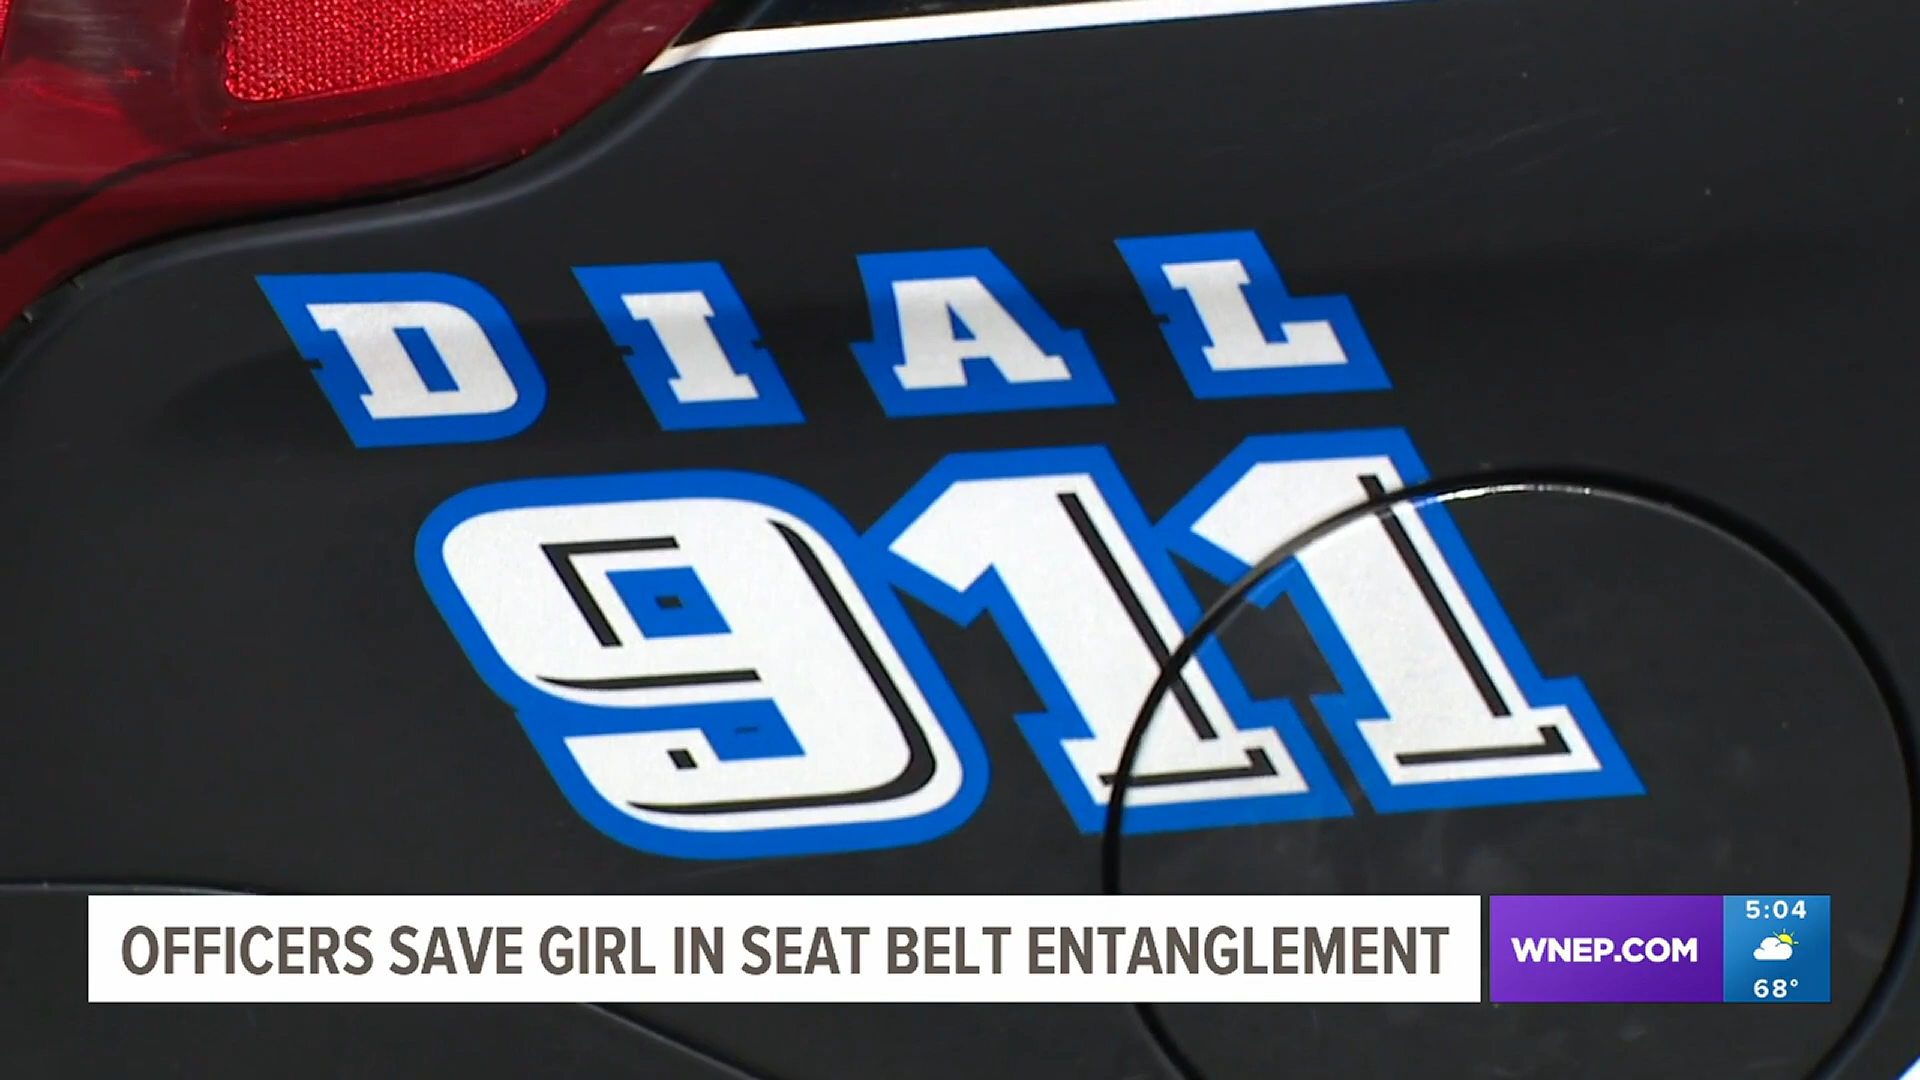 DIAL
911
OFFICERS SAVE GIRL IN SEAT BELT ENTANGLEMENT
WNEP.COM
5:04
68°